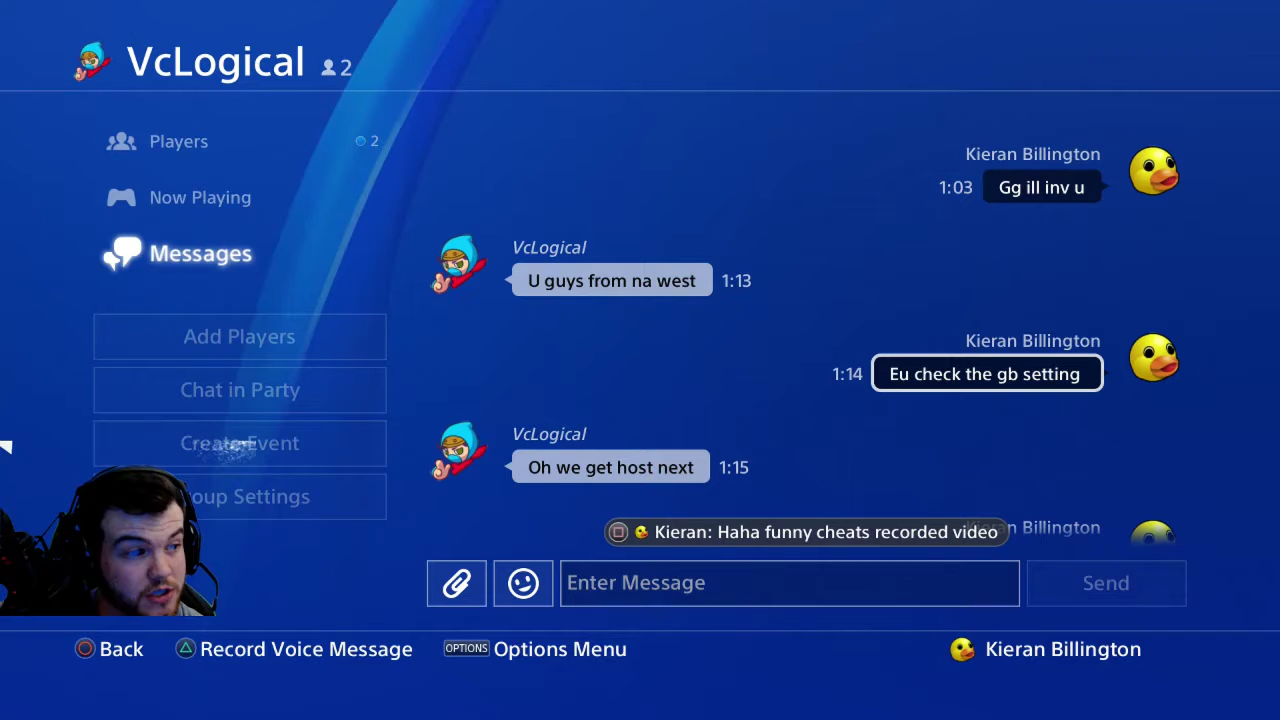 VcLogical 2
Players 2
Now Playing
Messages
Add Players
Chat in Party
Create Event
oup Settings
Kieran Billington
1:03 Gg ill inv u
VcLogical
U guys from na west 1:13
Kieran Billington
1:14 Eu check the gb setting
VcLogical
Oh we get host next 1:15
Kieran Billington
Kieran: Haha funny cheats recorded video
Enter Message
Send
Back Record Voice Message OPTIONS Options Menu Kieran Billington